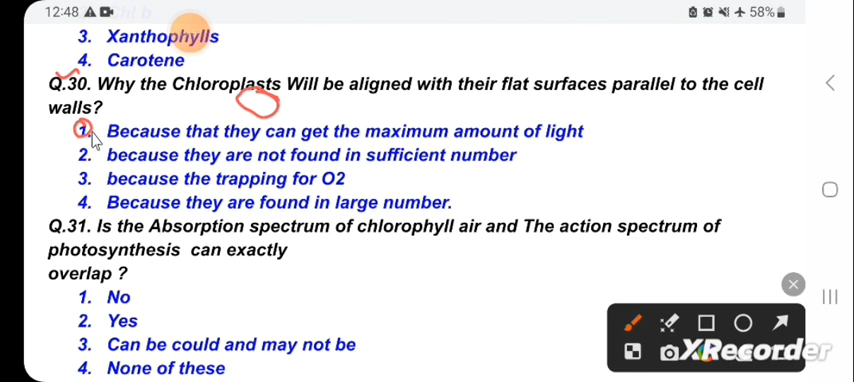 12:48 58%
3. Xanthophylls
4. Carotene
Q.30. Why the Chloroplasts Will be aligned with their flat surfaces parallel to the cell
walls?
1. Because that they can get the maximum amount of light
2. because they are not found in sufficient number
3. because the trapping for O2
4. Because they are found in large number.
Q.31. Is the Absorption spectrum of chlorophyll air and The action spectrum of
photosynthesis can exactly
overlap ?
1. No
2. Yes
3. Can be could and may not be
4. None of these
XRecorder